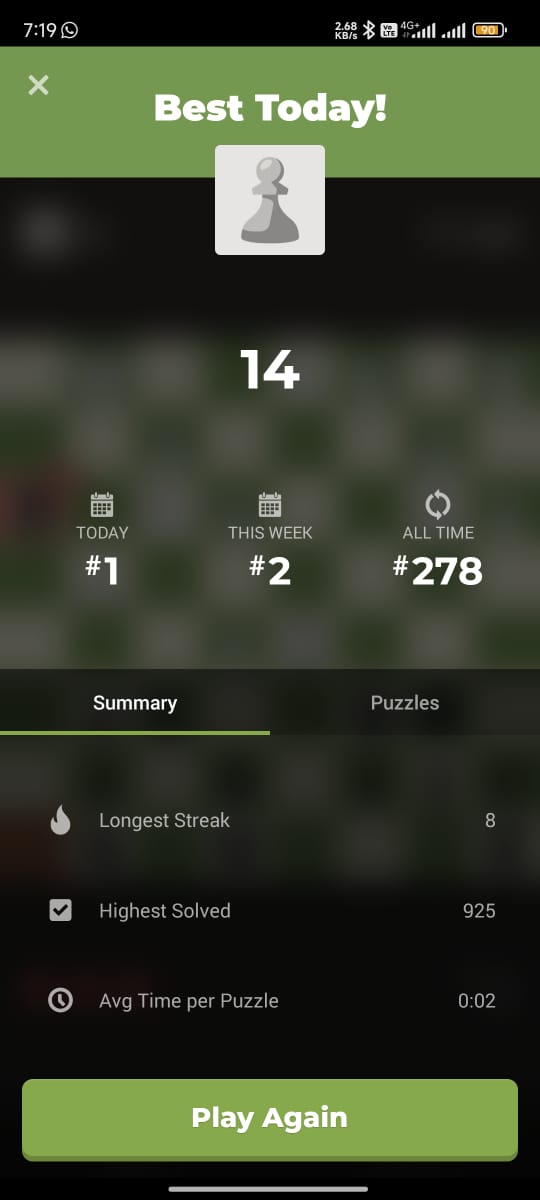 7:19
2.68 KB/s Vo LTE 4G+ 90
Best Today!
14
TODAY THIS WEEK ALL TIME
#1 #2 #278
Summary Puzzles
Longest Streak 8
Highest Solved 925
Avg Time per Puzzle 0:02
Play Again